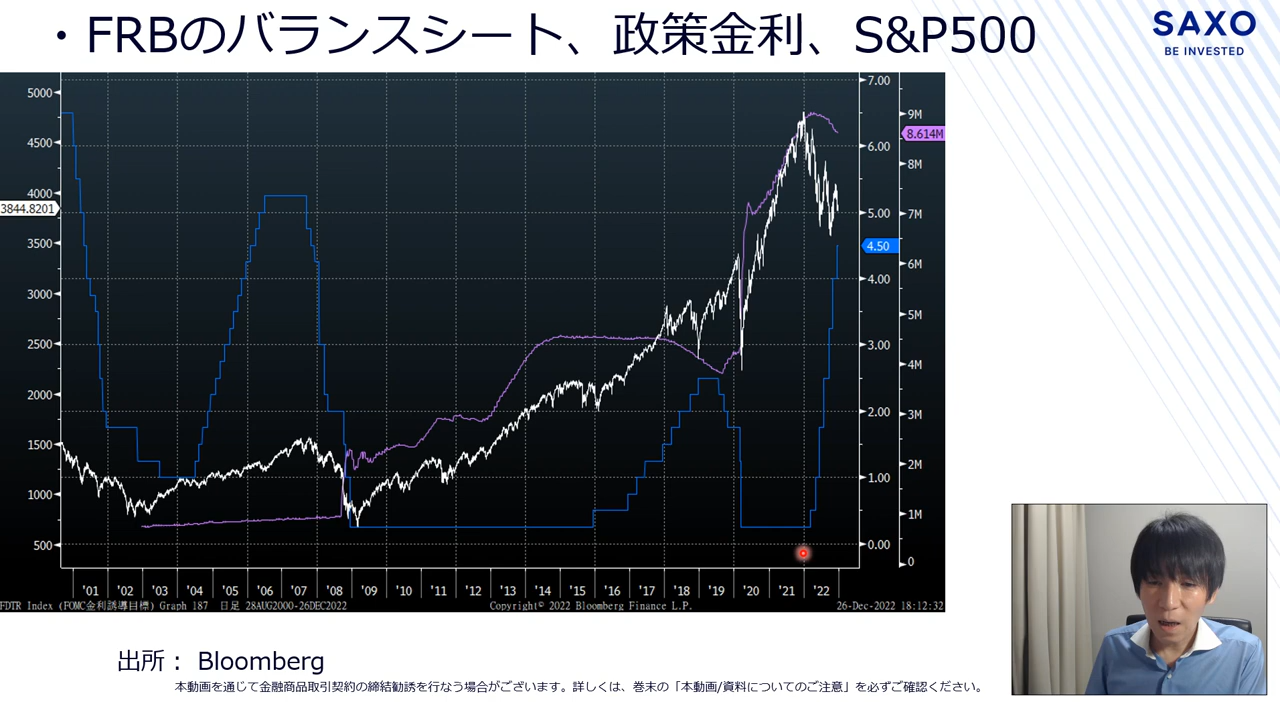 ・FRBのバランスシート、政策金利、S&P500
SAXO
BE INVESTED
5000
4500
4000
3844.8201
3500
3000
2500
2000
1500
1000
500
7.00
6.00
5.00
4.50
4.00
3.00
2.00
1.00
0.00
9M
8.614M
8M
7M
6M
5M
4M
3M
2M
1M
0
'01 '02 '03 '04 '05 '06 '07 '08 '09 '10 '11 '12 '13 '14 '15 '16 '17 '18 '19 '20 '21 '22
FDTR Index (FOMC金利誘導目標) Graph 187 日足 28AUG2000-26DEC2022 Copyright© 2022 Bloomberg Finance L.P. 26-Dec-2022 18:12:32
出所： Bloomberg
本動画を通じて金融商品取引契約の締結勧誘を行なう場合がございます。詳しくは、巻末の「本動画/資料についてのご注意」を必ずご確認ください。